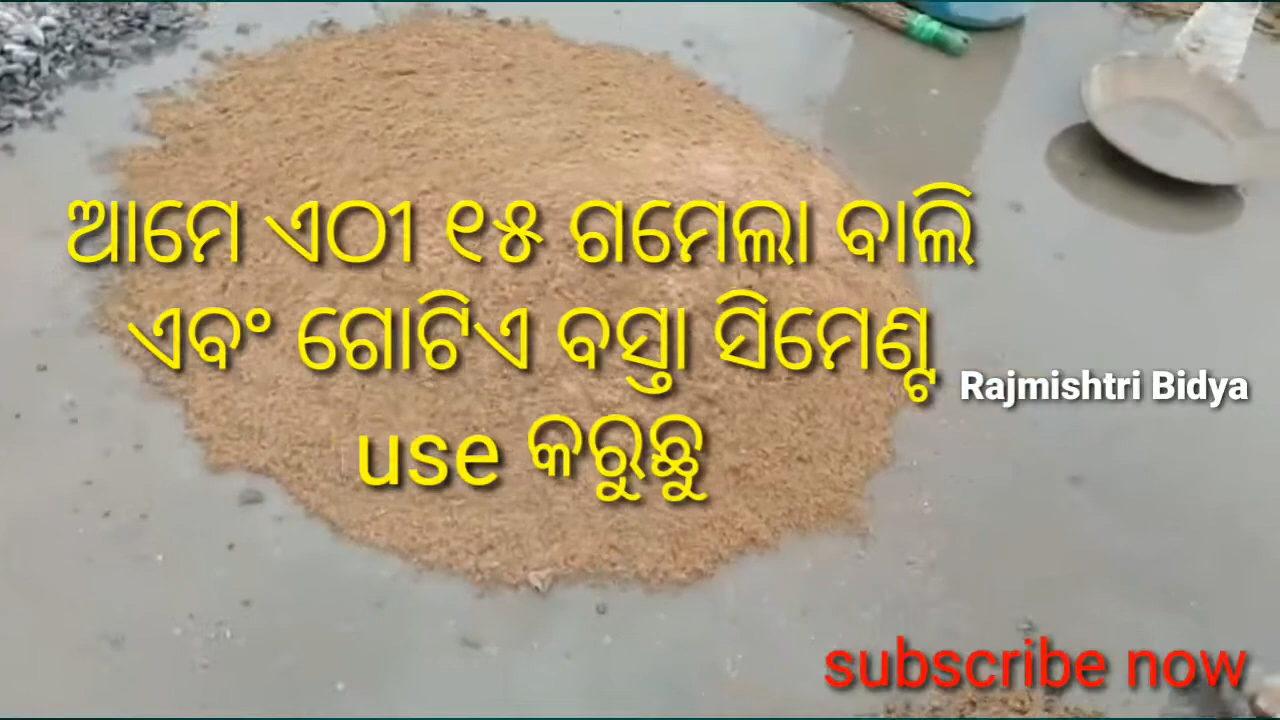 ଆମେ ଏଠୀ ୧୫ ଗମେଲା ବାଲି
ଏବଂ ଗୋଟିଏ ବସ୍ତା ସିମେଣ୍ଟ
use କରୁଛୁ
Rajmishtri Bidya
subscribe now